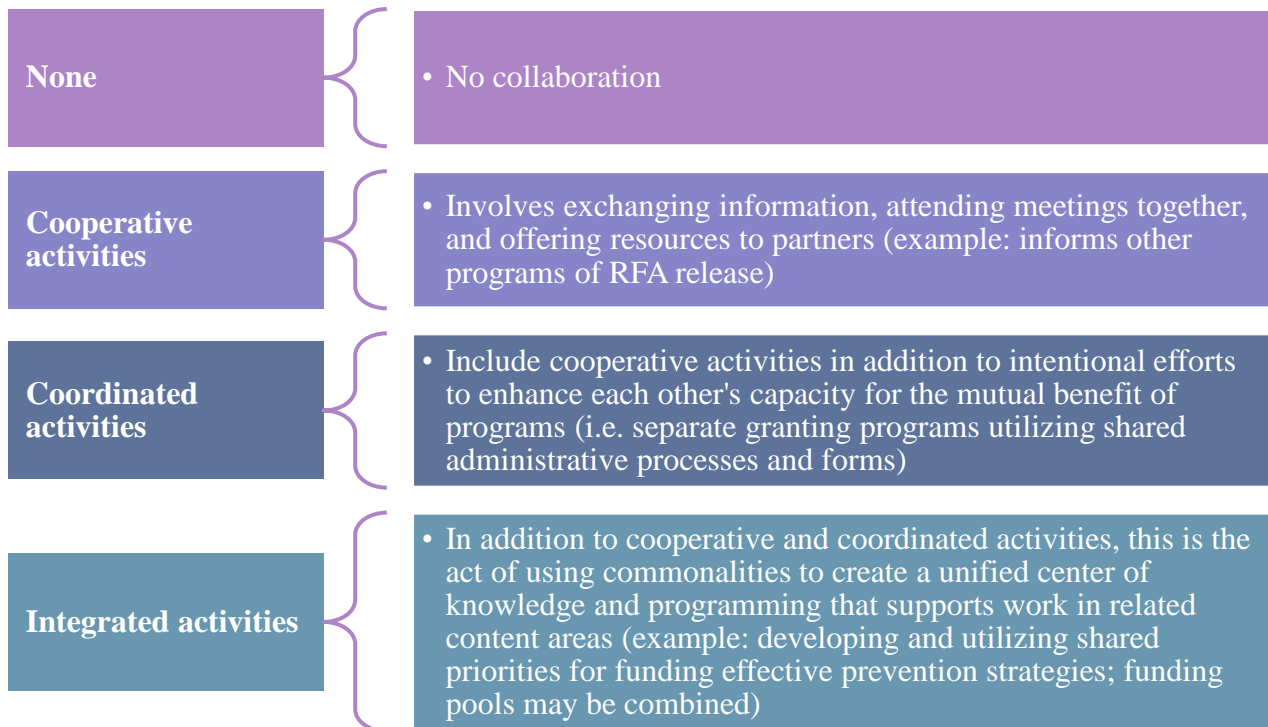 None
• No collaboration
Cooperative
activities
• Involves exchanging information, attending meetings together,
and offering resources to partners (example: informs other
programs of RFA release)
Coordinated
activities
• Include cooperative activities in addition to intentional efforts
to enhance each other's capacity for the mutual benefit of
programs (i.e. separate granting programs utilizing shared
administrative processes and forms)
Integrated activities
• In addition to cooperative and coordinated activities, this is the
act of using commonalities to create a unified center of
knowledge and programming that supports work in related
content areas (example: developing and utilizing shared
priorities for funding effective prevention strategies; funding
pools may be combined)